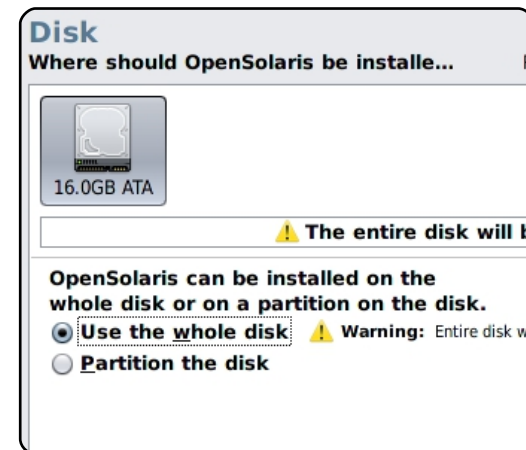 Disk
Where should OpenSolaris be installe...
16.0GB ATA
The entire disk will
OpenSolaris can be installed on the
whole disk or on a partition on the disk.
Use the whole disk Warning: Entire disk
Partition the disk